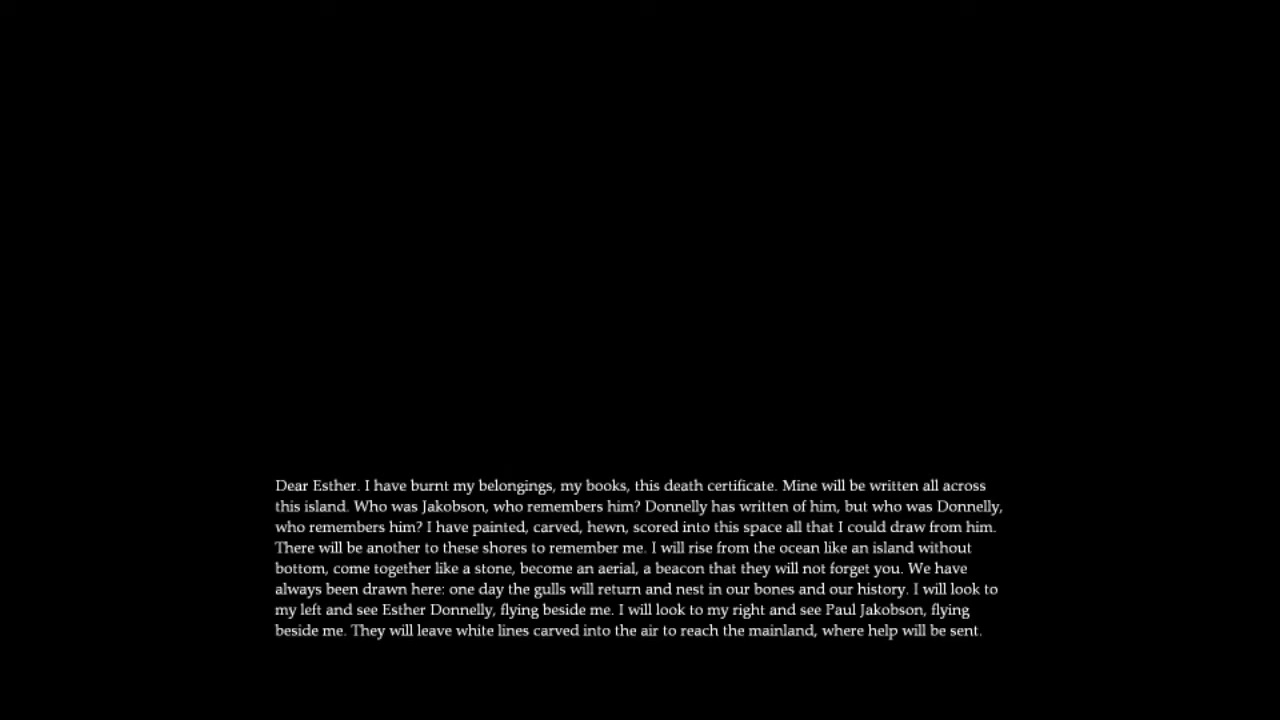 Dear Esther. I have burnt my belongings, my books, this death certificate. Mine will be written all across
this island. Who was Jakobson, who remembers him? Donnelly has written of him, but who was Donnelly,
who remembers him? I have painted, carved, hewn, scored into this space all that I could draw from him.
There will be another to these shores to remember me. I will rise from the ocean like an island without
bottom, come together like a stone, become an aerial, a beacon that they will not forget you. We have
always been drawn here: one day the gulls will return and nest in our bones and our history. I will look to
my left and see Esther Donnelly, flying beside me. I will look to my right and see Paul Jakobson, flying
beside me. They will leave white lines carved into the air to reach the mainland, where help will be sent.